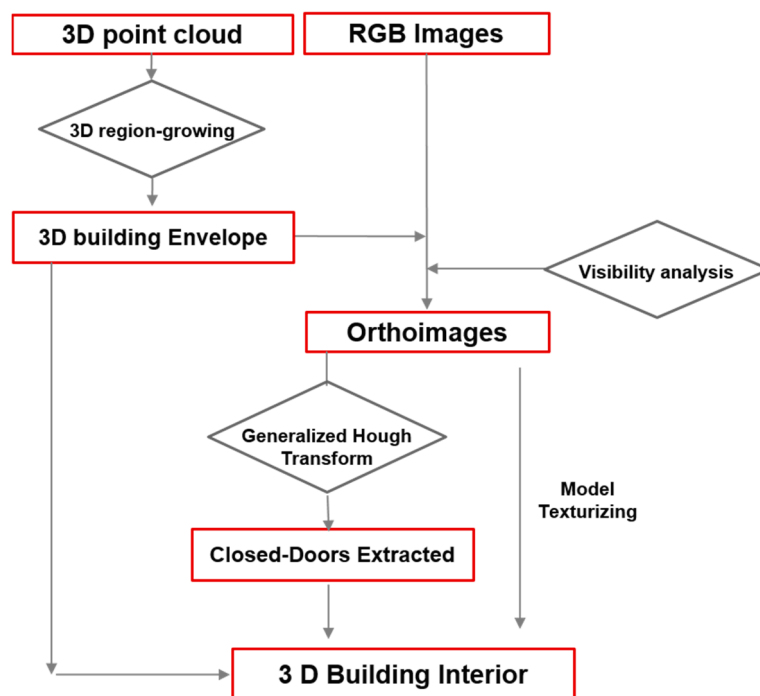 3D point cloud
RGB Images
3D region-growing
3D building Envelope
Visibility analysis
Orthoimages
Generalized Hough
Transform
Model
Texturizing
Closed-Doors Extracted
3 D Building Interior